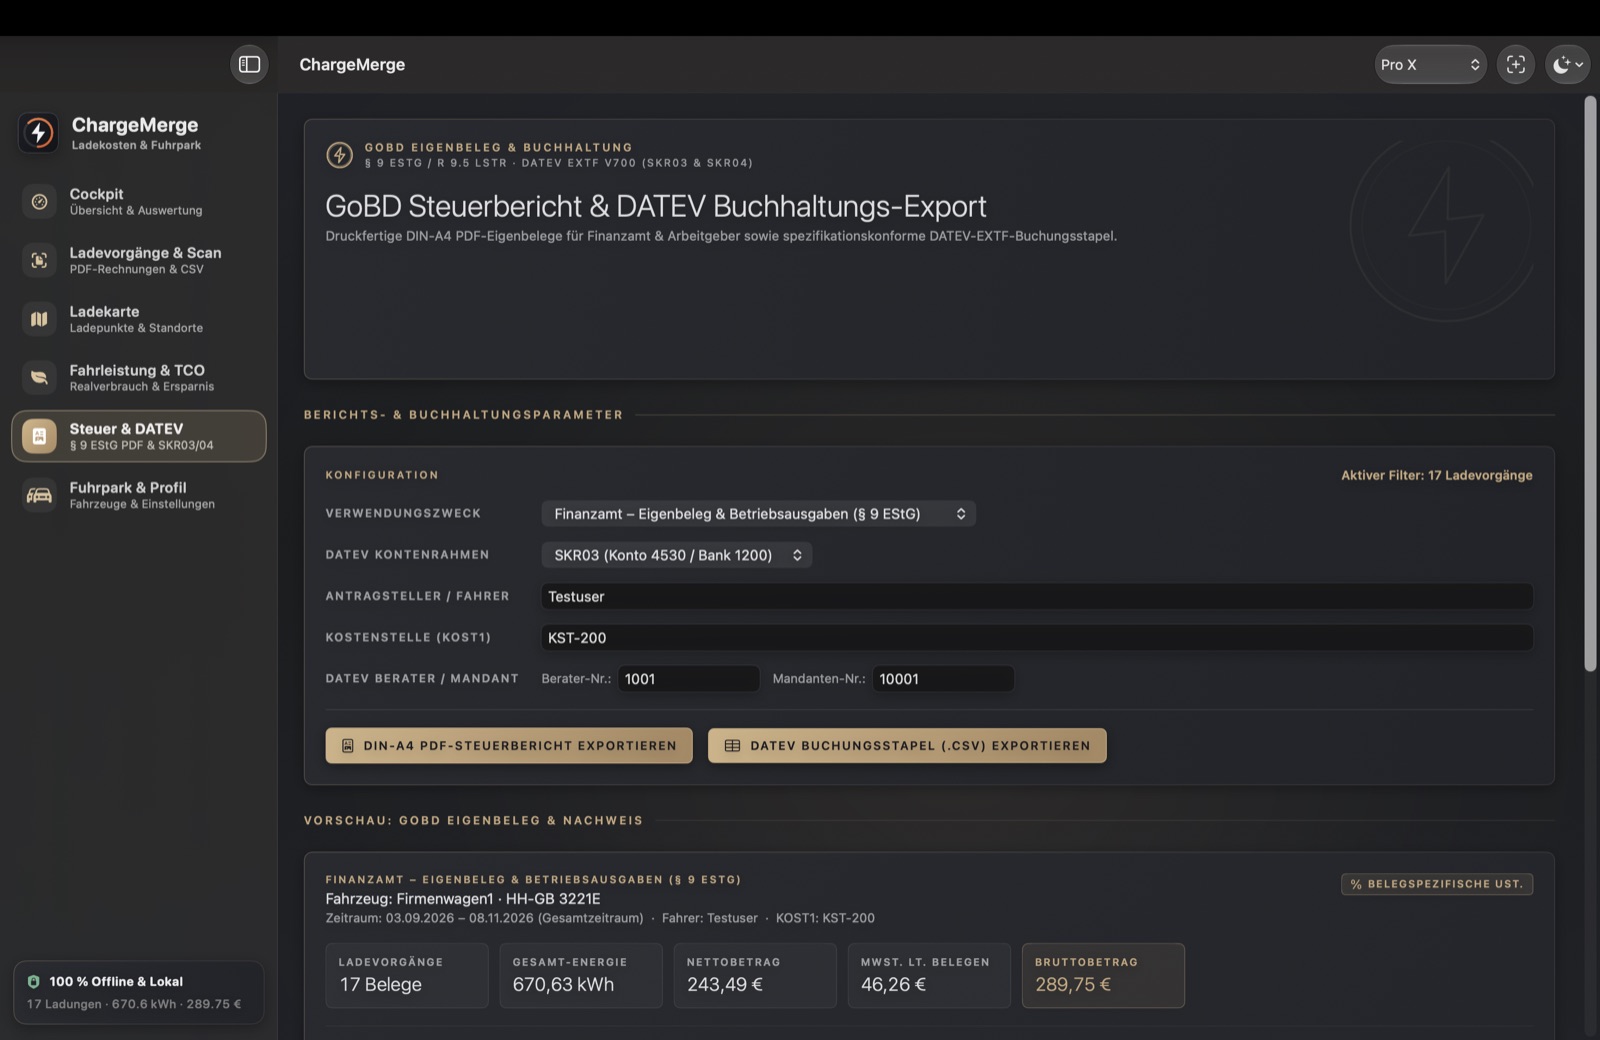 ChargeMerge
Pro X
ChargeMerge
Ladekosten & Fuhrpark
Cockpit
Übersicht & Auswertung
Ladevorgänge & Scan
PDF-Rechnungen & CSV
Ladekarte
Ladepunkte & Standorte
Fahrleistung & TCO
Realverbrauch & Ersparnis
Steuer & DATEV
§ 9 EStG PDF & SKR03/04
Fuhrpark & Profil
Fahrzeuge & Einstellungen
100 % Offline & Lokal
17 Ladungen · 670.6 kWh · 289.75 €
GOBD EIGENBELEG & BUCHHALTUNG
§ 9 ESTG / R 9.5 LSTR · DATEV EXTF V700 (SKR03 & SKR04)
GoBD Steuerbericht & DATEV Buchhaltungs-Export
Druckfertige DIN-A4 PDF-Eigenbelege für Finanzamt & Arbeitgeber sowie spezifikationskonforme DATEV-EXTF-Buchungsstapel.
BERICHTS- & BUCHHALTUNGSPARAMETER
KONFIGURATION
Aktiver Filter: 17 Ladevorgänge
VERWENDUNGSZWECK Finanzamt – Eigenbeleg & Betriebsausgaben (§ 9 EStG)
DATEV KONTENRAHMEN SKR03 (Konto 4530 / Bank 1200)
ANTRAGSTELLER / FAHRER Testuser
KOSTENSTELLE (KOST1) KST-200
DATEV BERATER / MANDANT Berater-Nr.: 1001 Mandanten-Nr.: 10001
DIN-A4 PDF-STEUERBERICHT EXPORTIEREN
DATEV BUCHUNGSSTAPEL (.CSV) EXPORTIEREN
VORSCHAU: GOBD EIGENBELEG & NACHWEIS
FINANZAMT – EIGENBELEG & BETRIEBSAUSGABEN (§ 9 ESTG)
% BELEGSPEZIFISCHE UST.
Fahrzeug: Firmenwagen1 · HH-GB 3221E
Zeitraum: 03.09.2026 – 08.11.2026 (Gesamtzeitraum) · Fahrer: Testuser · KOST1: KST-200
LADEVORGÄNGE
17 Belege
GESAMT-ENERGIE
670,63 kWh
NETTOBETRAG
243,49 €
MWST. LT. BELEGEN
46,26 €
BRUTTOBETRAG
289,75 €